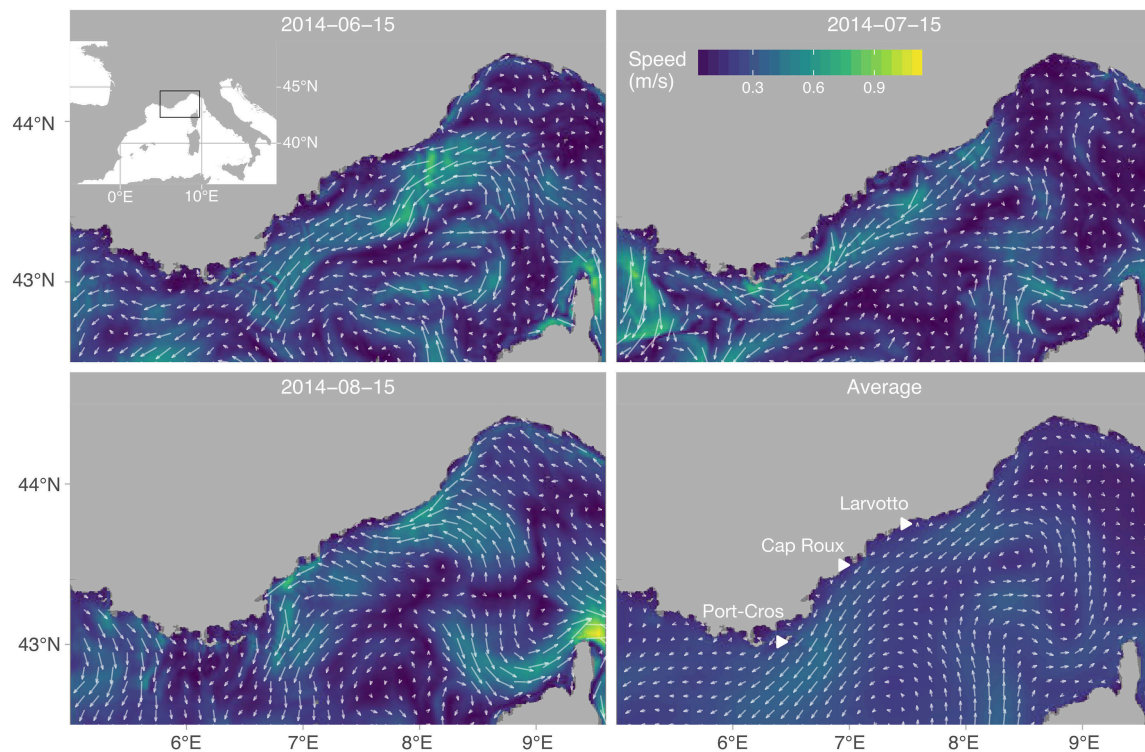 2014−06−15
2014−07−15
Speed
(m/s)
0.3 0.6 0.9
45°N
40°N
0°E 10°E
44°N
43°N
2014−08−15
Average
44°N
43°N
Larvotto
Cap Roux
Port-Cros
6°E 7°E 8°E 9°E
6°E 7°E 8°E 9°E